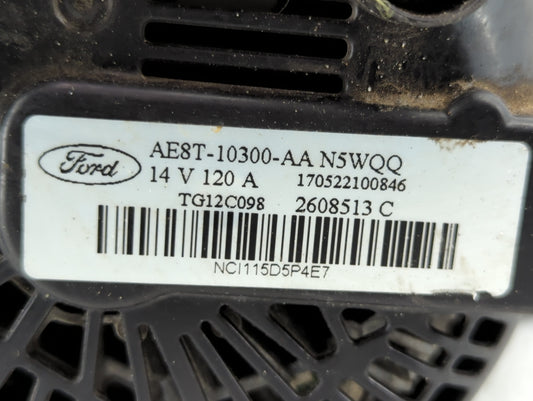 Ford
AE8T-10300-AA N5WQQ
14 V 120 A 170522100846
TG12C098 2608513 C
NCI115D5P4E7